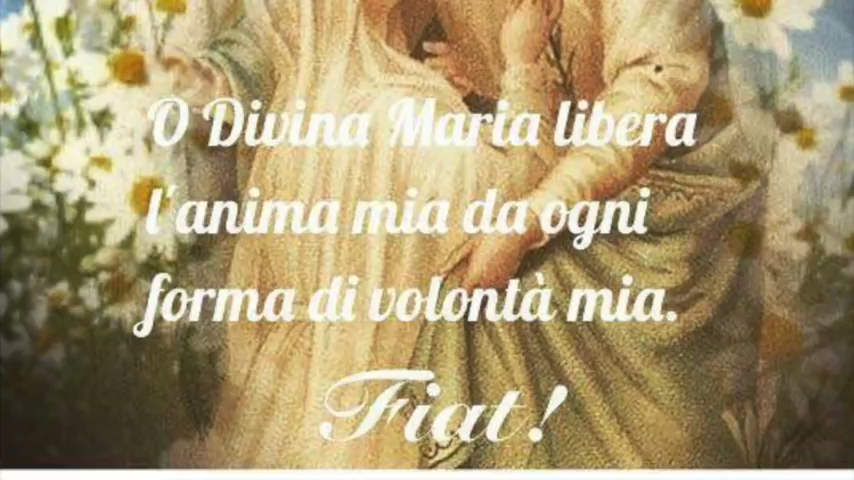 O Divina Maria libera
l'anima mia da ogni
forma di volontà mia.
Fiat!